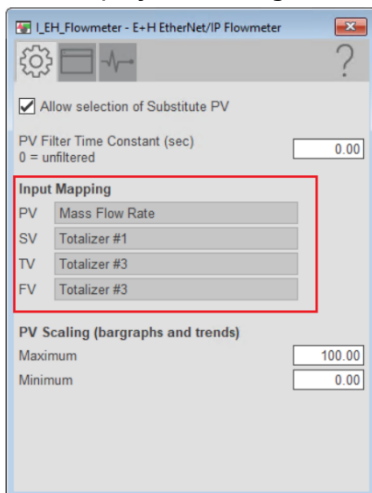 I_EH_Flowmeter - E+H EtherNet/IP Flowmeter
?
Allow selection of Substitute PV
PV Filter Time Constant (sec)
0 = unfiltered
0.00
Input Mapping
PV Mass Flow Rate
SV Totalizer #1
TV Totalizer #3
FV Totalizer #3
PV Scaling (bargraphs and trends)
Maximum 100.00
Minimum 0.00